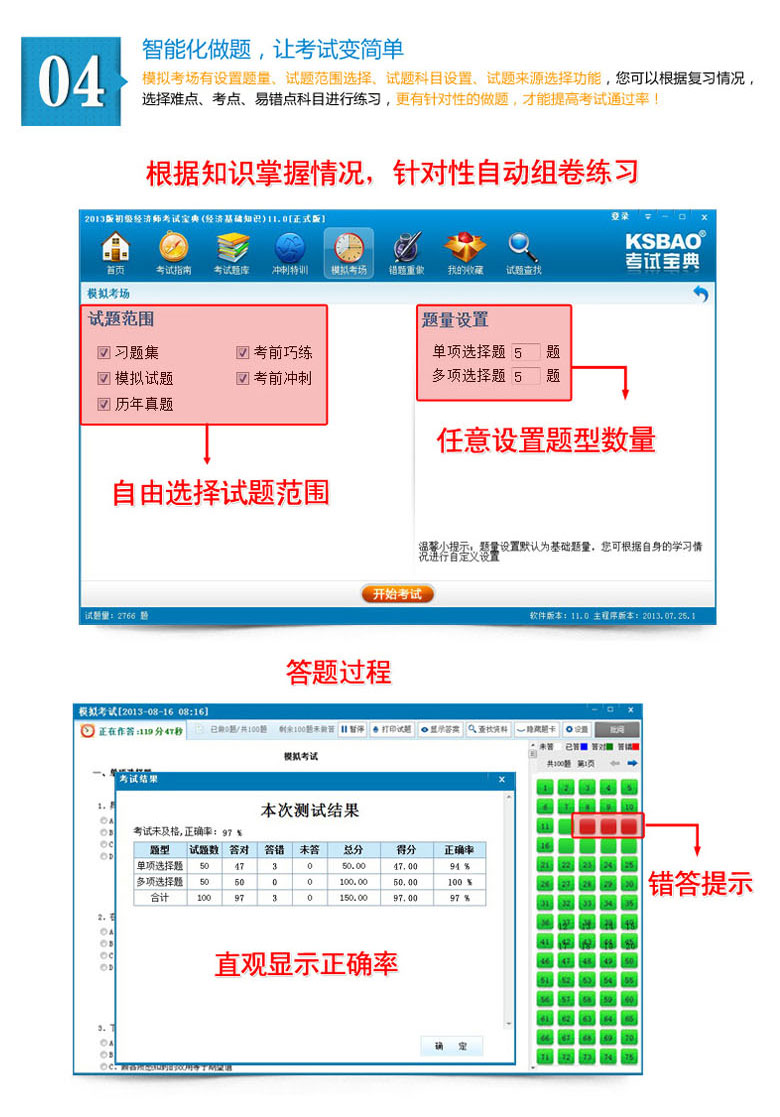 04
智能化做题，让考试变简单
模拟考场有设置题量、试题范围选择、试题科目设置、试题来源选择功能，您可以根据复习情况，
选择难点、考点、易错点科目进行练习，更有针对性的做题，才能提高考试通过率！
根据知识掌握情况，针对性自动组卷练习
2013版初级经济师考试宝典(经济基础知识)11.0[正式版]
登录
首页 考试指南 考试题库 冲刺特训 模拟考场 错题重做 我的收藏 试题查找
KSBAO®
考试宝典
模拟考场
试题范围
习题集 考前巧练
模拟试题 考前冲刺
历年真题
题量设置
单项选择题 5 题
多项选择题 5 题
任意设置题型数量
自由选择试题范围
温馨小提示：题量设置默认为基础题量，您可根据自身的学习情
况进行自定义设置
开始考试
试题量：2766 题
软件版本：11.0 主程序版本：2013.07.25.1
答题过程
模拟考试[2013-08-16 08:16]
正在作答:119分47秒
已做0题/共100题 剩余100题未做答 暂停 打印试题 显示答案 查找资料 隐藏题卡 设置
模拟考试
未答 已答 答对 答错
共100题 第1页
一、
考试结果
本次测试结果
考试未及格,正确率：97 %
题型 试题数 答对 答错 未答 总分 得分 正确率
单项选择题 50 47 3 0 50.00 47.00 94 %
多项选择题 50 50 0 0 100.00 50.00 100 %
合计 100 97 3 0 150.00 97.00 97 %
直观显示正确率
确 定
1.
A
B
C
D
2.
A
B
C
D
3.
A
B
C.
1 2 3 4 5
6 7 8 9 10
11
16
21 22 23 24 25
26 27 28 29 30
31 32 33 34 35
36 37 38 39 40
41 42 43 44 45
46 47 48 49 50
51 52 53 54 55
56 57 58 59 60
61 62 63 64 65
66 67 68 69 70
71 72 73 74 75
错答提示